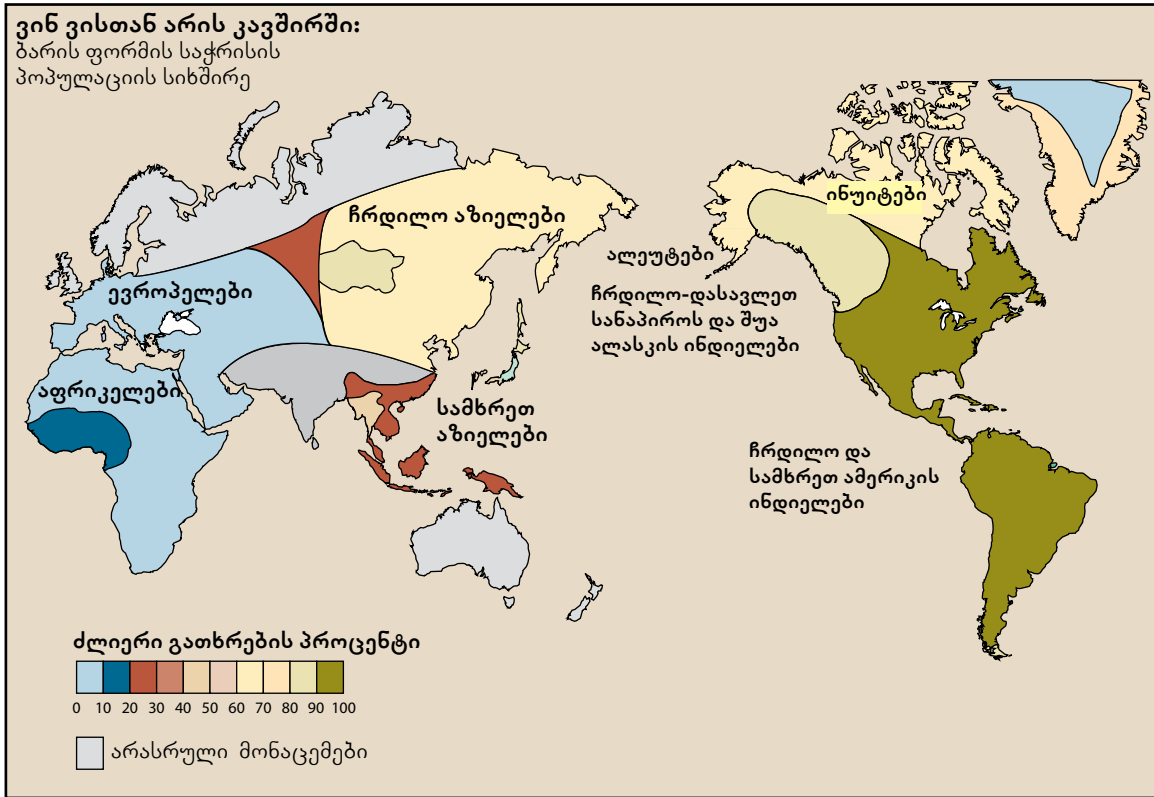 ვინ ვისთან არის კავშირში:
ბარის ფორმის საჭრისის
პოპულაციის სიხშირე
ჩრდილო აზიელები
ინუიტები
ალეუტები
ევროპელები
ჩრდილო-დასავლეთ
სანაპიროს და შუა
ალასკის ინდიელები
აფრიკელები
სამხრეთ
აზიელები
ჩრდილო და
სამხრეთ ამერიკის
ინდიელები
ძლიერი გათხრების პროცენტი
0 10 20 30 40 50 60 70 80 90 100
არასრული მონაცემები